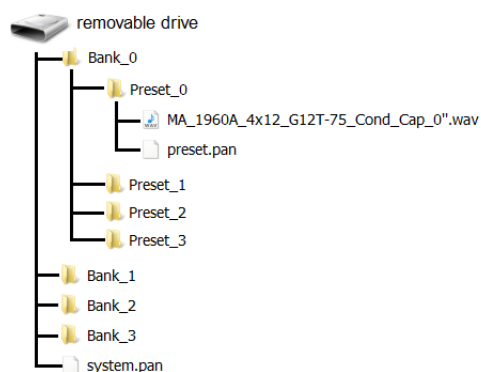 removable drive
Bank_0
Preset_0
MA_1960A_4x12_G12T-75_Cond_Cap_0".wav
preset.pan
Preset_1
Preset_2
Preset_3
Bank_1
Bank_2
Bank_3
system.pan